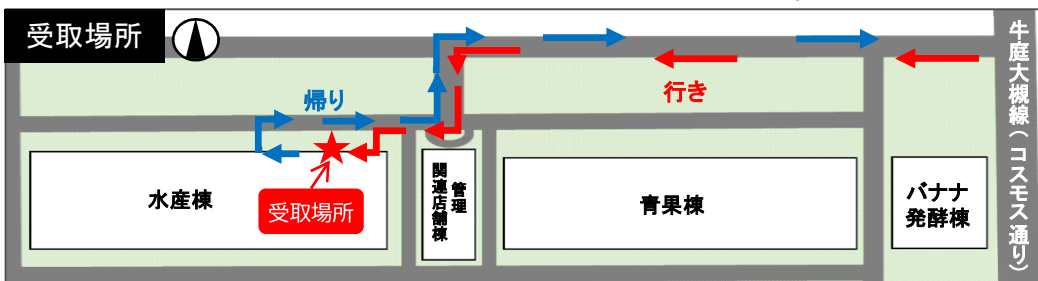 受取場所
帰り
行き
水産棟
受取場所
管理
関連店舗棟
青果棟
バナナ
発酵棟
牛庭大槻線(コスモス通り)